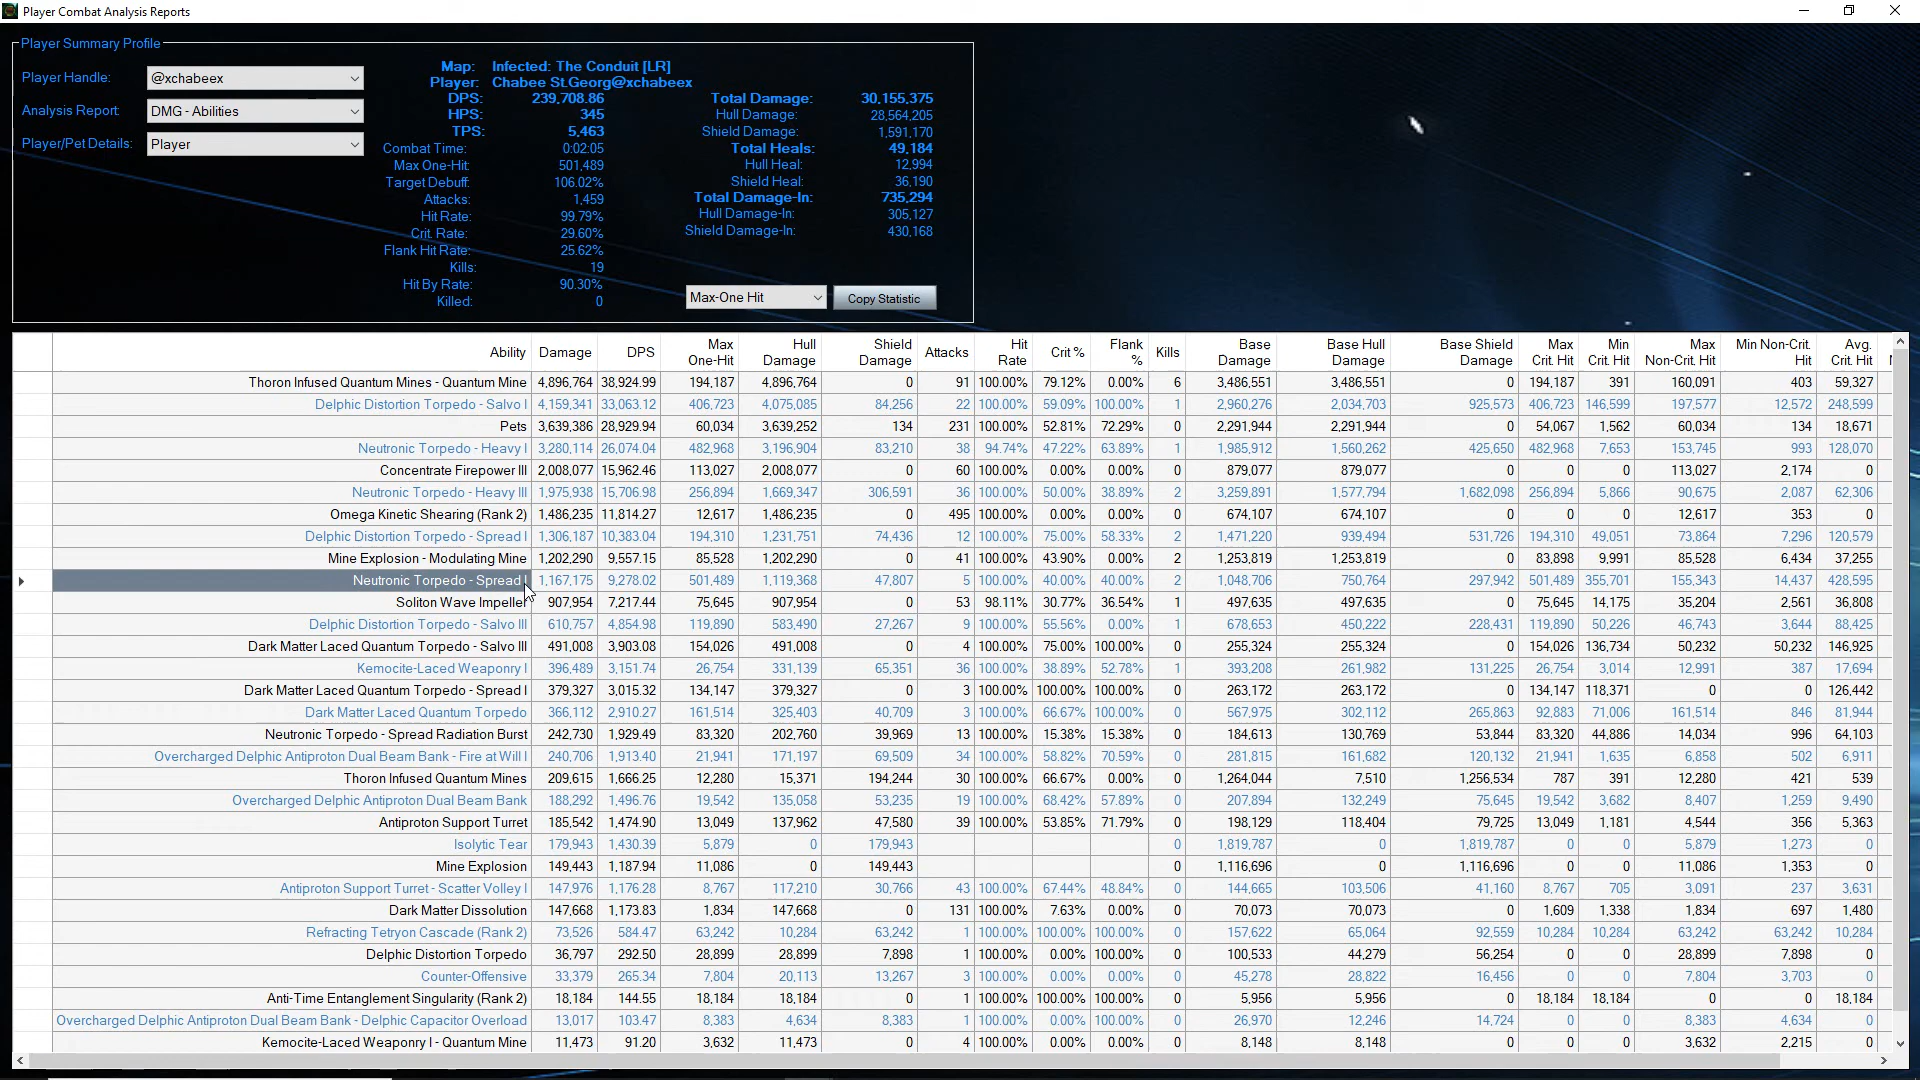 Player Combat Analysis Reports
Player Summary Profile
Player Handle: @xchabeex
Analysis Report: DMG - Abilities
Player/Pet Details: Player
Map: Infected: The Conduit [LR]
Player: Chabee St.Georg@xchabeex
DPS: 239,708.86
HPS: 345
TPS: 5,463
Combat Time: 0:02:05
Max One-Hit: 501,489
Target Debuff: 106.02%
Attacks: 1,459
Hit Rate: 99.79%
Crit. Rate: 29.60%
Flank Hit Rate: 25.62%
Kills: 19
Hit By Rate: 90.30%
Killed: 0
Total Damage: 30,155,375
Hull Damage: 28,564,205
Shield Damage: 1,591,170
Total Heals: 49,184
Hull Heal: 12,994
Shield Heal: 36,190
Total Damage-In: 735,294
Hull Damage-In: 305,127
Shield Damage-In: 430,168
Max-One Hit
Copy Statistic
Ability Damage DPS Max One-Hit Hull Damage Shield Damage Attacks Hit Rate Crit % Flank % Kills Base Damage Base Hull Damage Base Shield Damage Max Crit. Hit Min Crit. Hit Max Non-Crit. Hit Min Non-Crit. Hit Avg. Crit. Hit
Thoron Infused Quantum Mines - Quantum Mine 4,896,764 38,924.99 194,187 4,896,764 0 91 100.00% 79.12% 0.00% 6 3,486,551 3,486,551 0 194,187 391 160,091 403 59,327
Delphic Distortion Torpedo - Salvo I 4,159,341 33,063.12 406,723 4,075,085 84,256 22 100.00% 59.09% 100.00% 1 2,960,276 2,034,703 925,573 406,723 146,599 197,577 12,572 248,599
Pets 3,639,386 28,929.94 60,034 3,639,252 134 231 100.00% 52.81% 72.29% 0 2,291,944 2,291,944 0 54,067 1,562 60,034 134 18,671
Neutronic Torpedo - Heavy I 3,280,114 26,074.04 482,968 3,196,904 83,210 38 94.74% 47.22% 63.89% 1 1,985,912 1,560,262 425,650 482,968 7,653 153,745 993 128,070
Concentrate Firepower III 2,008,077 15,962.46 113,027 2,008,077 0 60 100.00% 0.00% 0.00% 0 879,077 879,077 0 0 0 113,027 2,174 0
Neutronic Torpedo - Heavy III 1,975,938 15,706.98 256,894 1,669,347 306,591 36 100.00% 50.00% 38.89% 2 3,259,891 1,577,794 1,682,098 256,894 5,866 90,675 2,087 62,306
Omega Kinetic Shearing (Rank 2) 1,486,235 11,814.27 12,617 1,486,235 0 495 100.00% 0.00% 0.00% 0 674,107 674,107 0 0 0 12,617 353 0
Delphic Distortion Torpedo - Spread I 1,306,187 10,383.04 194,310 1,231,751 74,436 12 100.00% 75.00% 58.33% 2 1,471,220 939,494 531,726 194,310 49,051 73,864 7,296 120,579
Mine Explosion - Modulating Mine 1,202,290 9,557.15 85,528 1,202,290 0 41 100.00% 43.90% 0.00% 2 1,253,819 1,253,819 0 83,898 9,991 85,528 6,434 37,255
Neutronic Torpedo - Spread I 1,167,175 9,278.02 501,489 1,119,368 47,807 5 100.00% 40.00% 40.00% 2 1,048,706 750,764 297,942 501,489 355,701 155,343 14,437 428,595
Soliton Wave Impeller 907,954 7,217.44 75,645 907,954 0 53 98.11% 30.77% 36.54% 1 497,635 497,635 0 75,645 14,175 35,204 2,561 36,808
Delphic Distortion Torpedo - Salvo III 610,757 4,854.98 119,890 583,490 27,267 9 100.00% 55.56% 0.00% 1 678,653 450,222 228,431 119,890 50,226 46,743 3,644 88,425
Dark Matter Laced Quantum Torpedo - Salvo III 491,008 3,903.08 154,026 491,008 0 4 100.00% 75.00% 100.00% 0 255,324 255,324 0 154,026 136,734 50,232 50,232 146,925
Kemocite-Laced Weaponry I 396,489 3,151.74 26,754 331,139 65,351 36 100.00% 38.89% 52.78% 1 393,208 261,982 131,225 26,754 3,014 12,991 387 17,694
Dark Matter Laced Quantum Torpedo - Spread I 379,327 3,015.32 134,147 379,327 0 3 100.00% 100.00% 100.00% 0 263,172 263,172 0 134,147 118,371 0 0 126,442
Dark Matter Laced Quantum Torpedo 366,112 2,910.27 161,514 325,403 40,709 3 100.00% 66.67% 100.00% 0 567,975 302,112 265,863 92,883 71,006 161,514 846 81,944
Neutronic Torpedo - Spread Radiation Burst 242,730 1,929.49 83,320 202,760 39,969 13 100.00% 15.38% 15.38% 0 184,613 130,769 53,844 83,320 44,886 14,034 996 64,103
Overcharged Delphic Antiproton Dual Beam Bank - Fire at Will I 240,706 1,913.40 21,941 171,197 69,509 34 100.00% 58.82% 70.59% 0 281,815 161,682 120,132 21,941 1,635 6,858 502 6,911
Thoron Infused Quantum Mines 209,615 1,666.25 12,280 15,371 194,244 30 100.00% 66.67% 0.00% 0 1,264,044 7,510 1,256,534 787 391 12,280 421 539
Overcharged Delphic Antiproton Dual Beam Bank 188,292 1,496.76 19,542 135,058 53,235 19 100.00% 68.42% 57.89% 0 207,894 132,249 75,645 19,542 3,682 8,407 1,259 9,490
Antiproton Support Turret 185,542 1,474.90 13,049 137,962 47,580 39 100.00% 53.85% 71.79% 0 198,129 118,404 79,725 13,049 1,181 4,544 356 5,363
Isolytic Tear 179,943 1,430.39 5,879 0 179,943 0 1,819,787 0 1,819,787 0 0 5,879 1,273 0
Mine Explosion 149,443 1,187.94 11,086 0 149,443 0 1,116,696 0 1,116,696 0 0 11,086 1,353 0
Antiproton Support Turret - Scatter Volley I 147,976 1,176.28 8,767 117,210 30,766 43 100.00% 67.44% 48.84% 0 144,665 103,506 41,160 8,767 705 3,091 237 3,631
Dark Matter Dissolution 147,668 1,173.83 1,834 147,668 0 131 100.00% 7.63% 0.00% 0 70,073 70,073 0 1,609 1,338 1,834 697 1,480
Refracting Tetryon Cascade (Rank 2) 73,526 584.47 63,242 10,284 63,242 1 100.00% 100.00% 0.00% 0 157,622 65,064 92,559 10,284 10,284 63,242 63,242 10,284
Delphic Distortion Torpedo 36,797 292.50 28,899 28,899 7,898 1 100.00% 0.00% 0.00% 0 100,533 44,279 56,254 0 0 28,899 7,898 0
Counter-Offensive 33,379 265.34 7,804 20,113 13,267 3 100.00% 0.00% 0.00% 0 45,278 28,822 16,456 0 0 7,804 3,703 0
Anti-Time Entanglement Singularity (Rank 2) 18,184 144.55 18,184 18,184 0 1 100.00% 100.00% 100.00% 0 5,956 5,956 0 18,184 18,184 0 0 18,184
Overcharged Delphic Antiproton Dual Beam Bank - Delphic Capacitor Overload 13,017 103.47 8,383 4,634 8,383 1 100.00% 0.00% 100.00% 0 26,970 12,246 14,724 0 0 8,383 4,634 0
Kemocite-Laced Weaponry I - Quantum Mine 11,473 91.20 3,632 11,473 0 4 100.00% 0.00% 0.00% 0 8,148 8,148 0 0 0 3,632 2,215 0